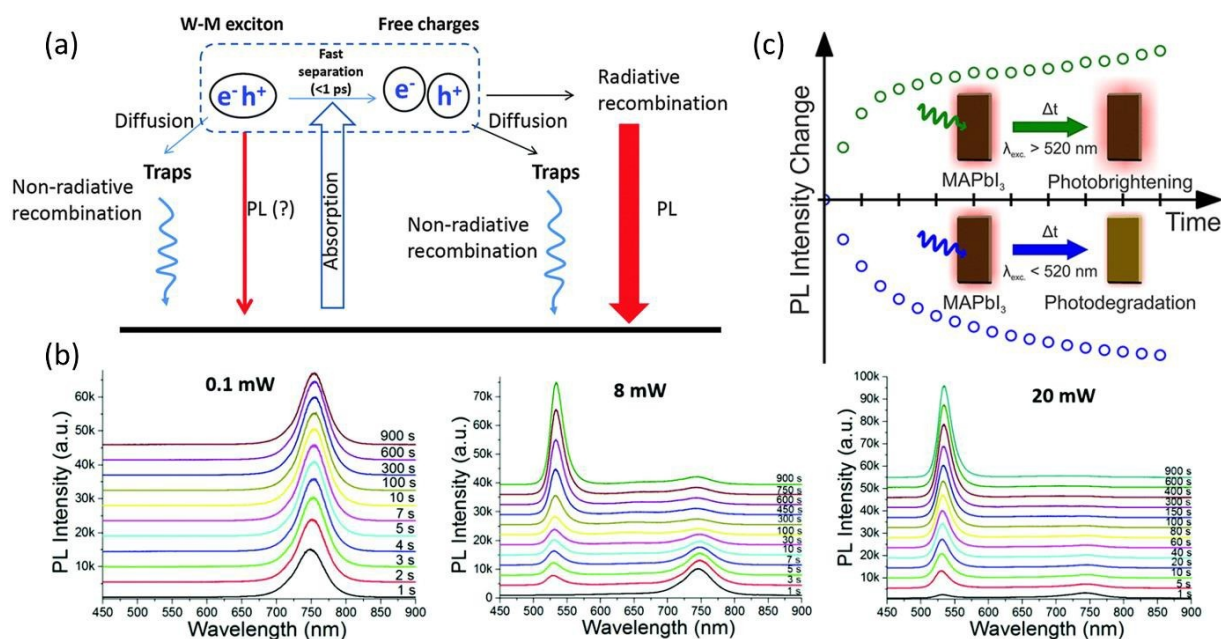 (a)
W-M exciton
Free charges
Fast
separation
(<1 ps)
e- h+
e-
h+
Diffusion
Diffusion
Radiative
recombination
Traps
Traps
Non-radiative
recombination
PL (?)
Absorption
Non-radiative
recombination
PL
(c)
PL Intensity Change
Δt
λexc. > 520 nm
MAPbI3
Photobrightening
Time
Δt
λexc. < 520 nm
MAPbI3
Photodegradation
(b)
0.1 mW
PL Intensity (a.u.)
60k
50k
40k
30k
20k
10k
900 s
600 s
300 s
100 s
10 s
7 s
5 s
4 s
3 s
2 s
1 s
450 500 550 600 650 700 750 800 850 900
Wavelength (nm)
8 mW
PL Intensity (a.u.)
70k
60k
50k
40k
30k
20k
10k
900 s
750 s
600 s
450 s
300 s
100 s
30 s
10 s
7 s
5 s
3 s
1 s
450 500 550 600 650 700 750 800 850 900
Wavelength (nm)
20 mW
PL Intensity (a.u.)
100k
90k
80k
70k
60k
50k
40k
30k
20k
10k
900 s
600 s
400 s
300 s
150 s
100 s
80 s
60 s
40 s
20 s
10 s
5 s
1 s
450 500 550 600 650 700 750 800 850 900
Wavelength (nm)